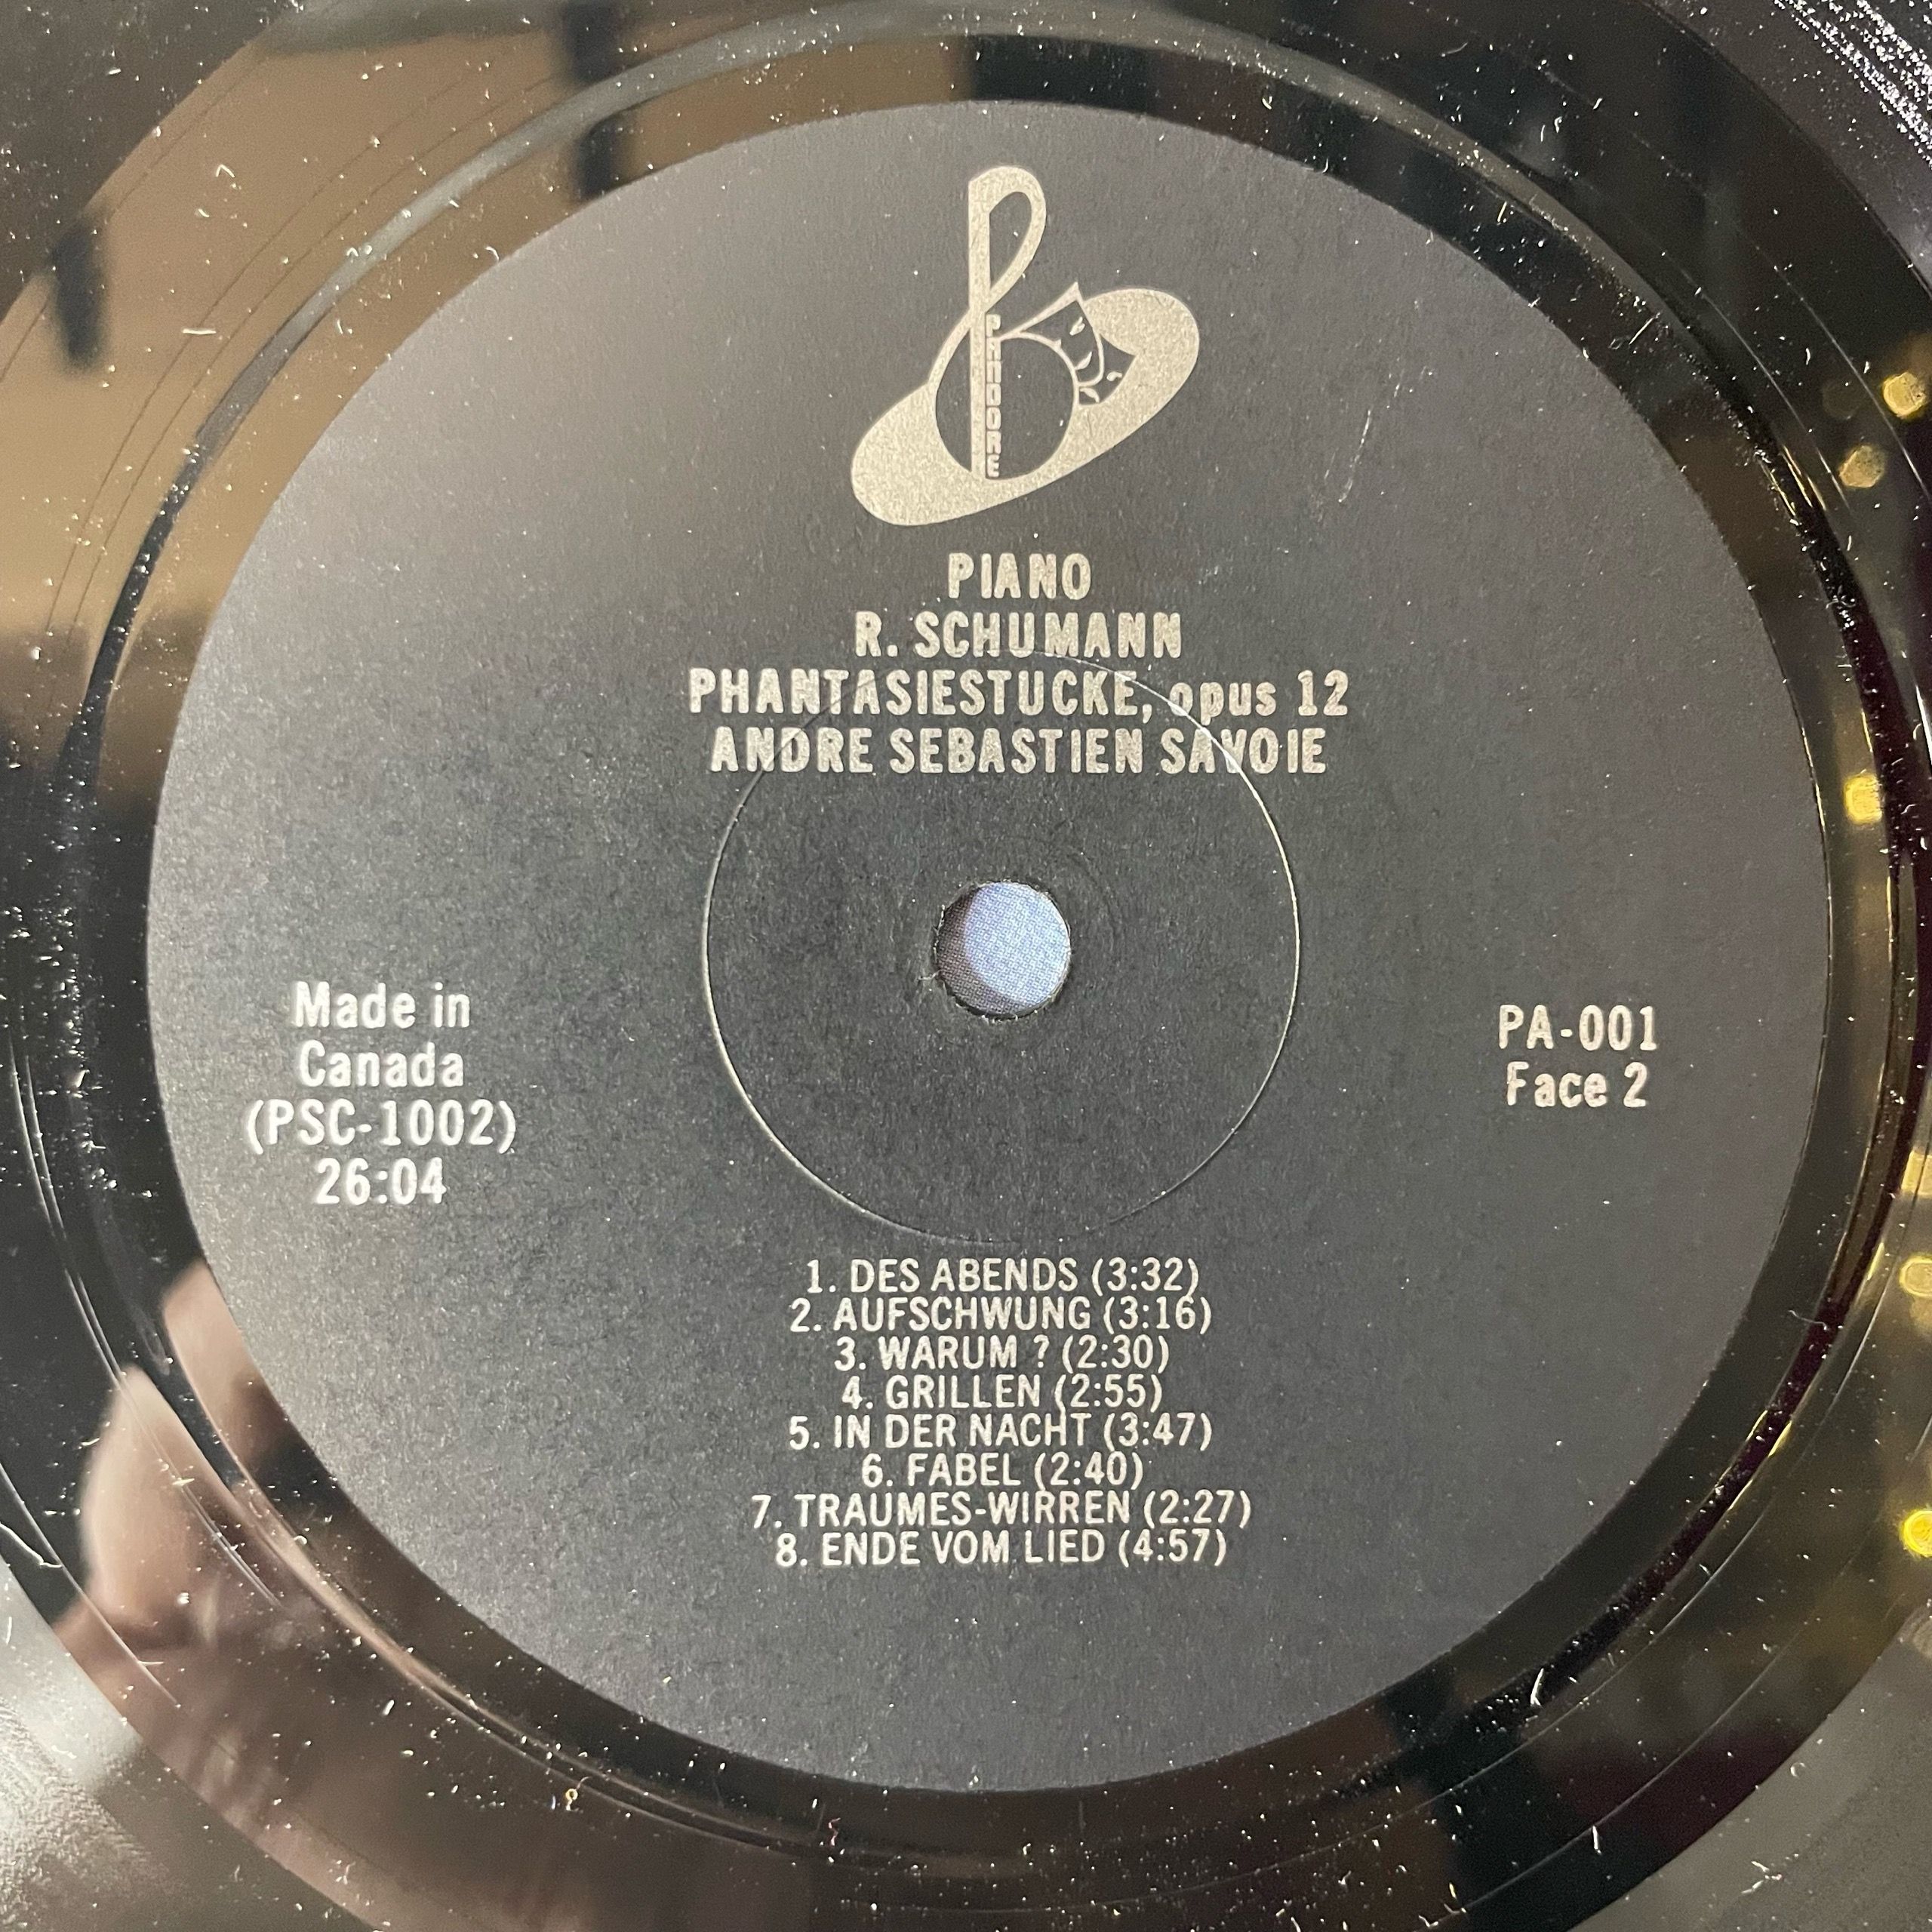 PANDORE
PIANO
R. SCHUMANN
PHANTASIESTUCKE, opus 12
ANDRE SEBASTIEN SAVOIE
Made in
Canada
(PSC-1002)
26:04
PA-001
Face 2
1. DES ABENDS (3:32)
2. AUFSCHWUNG (3:16)
3. WARUM ? (2:30)
4. GRILLEN (2:55)
5. IN DER NACHT (3:47)
6. FABEL (2:40)
7. TRAUMES-WIRREN (2:27)
8. ENDE VOM LIED (4:57)